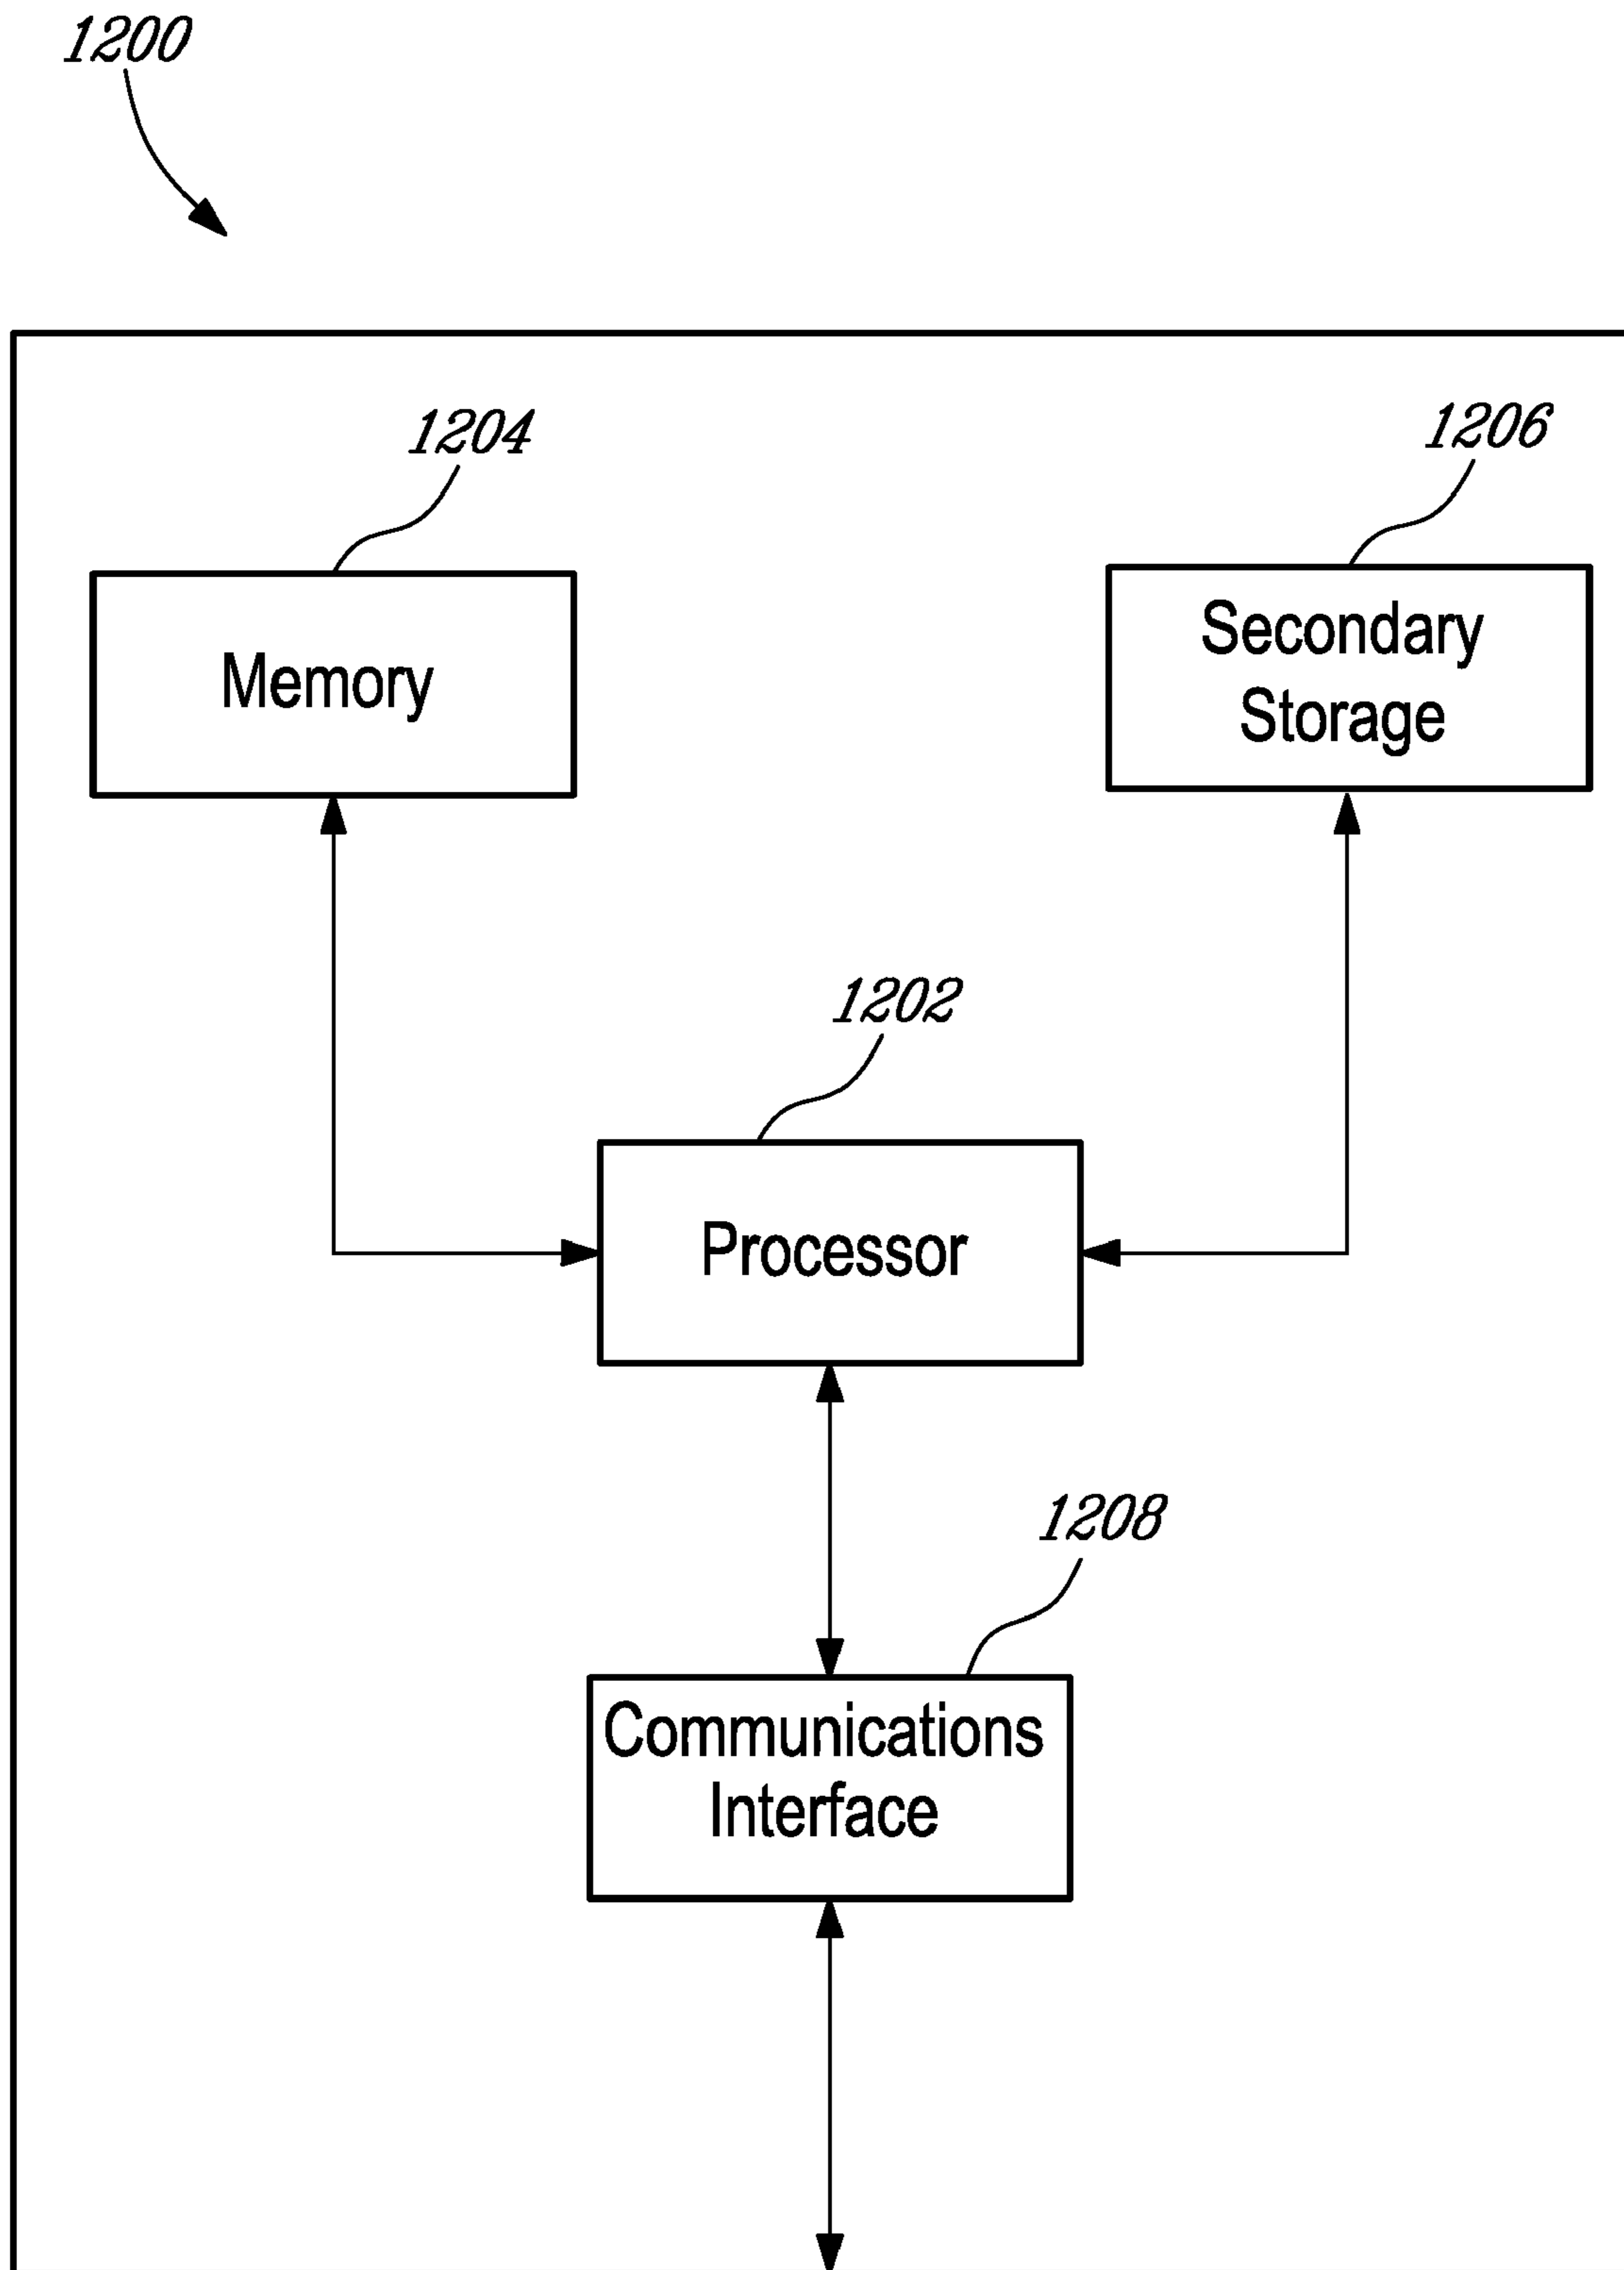 1200
1204
1206
Memory
Secondary
Storage
1202
Processor
1208
Communications
Interface